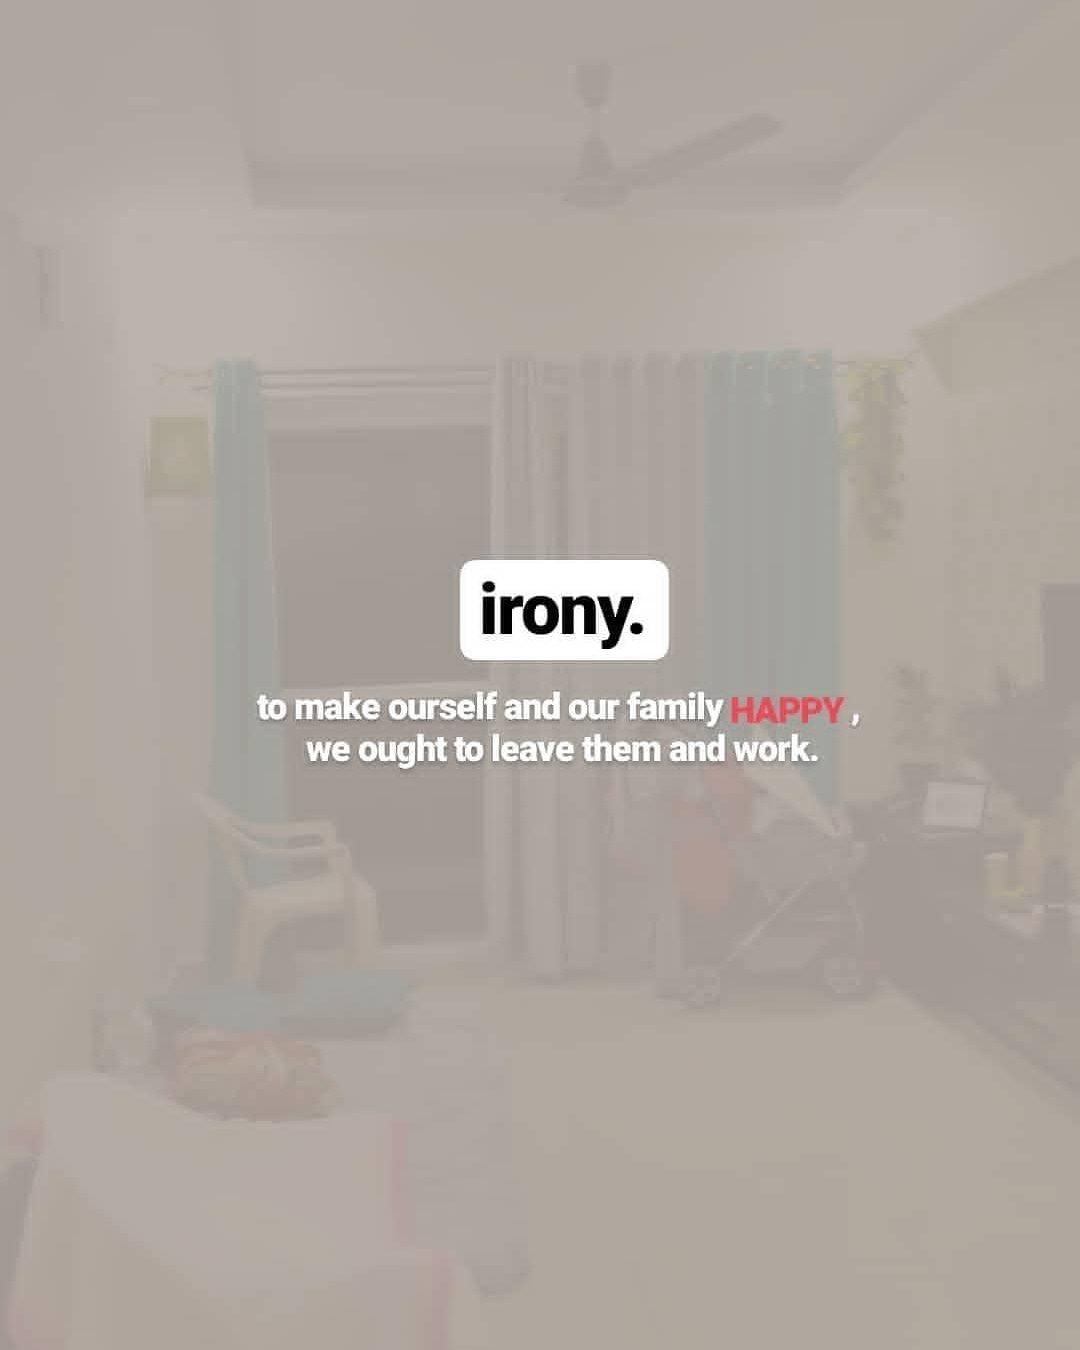 irony.
to make ourself and our family HAPPY ,
we ought to leave them and work.